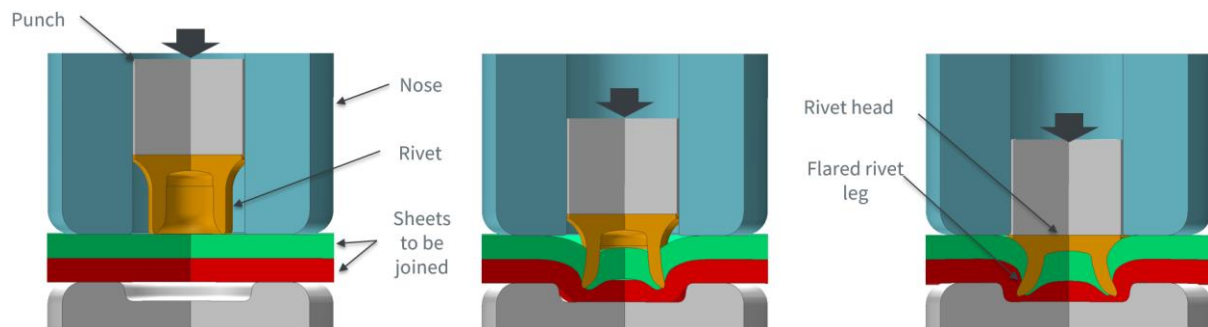 Punch
Nose
Rivet
Sheets
to be
joined
Rivet head
Flared rivet
leg